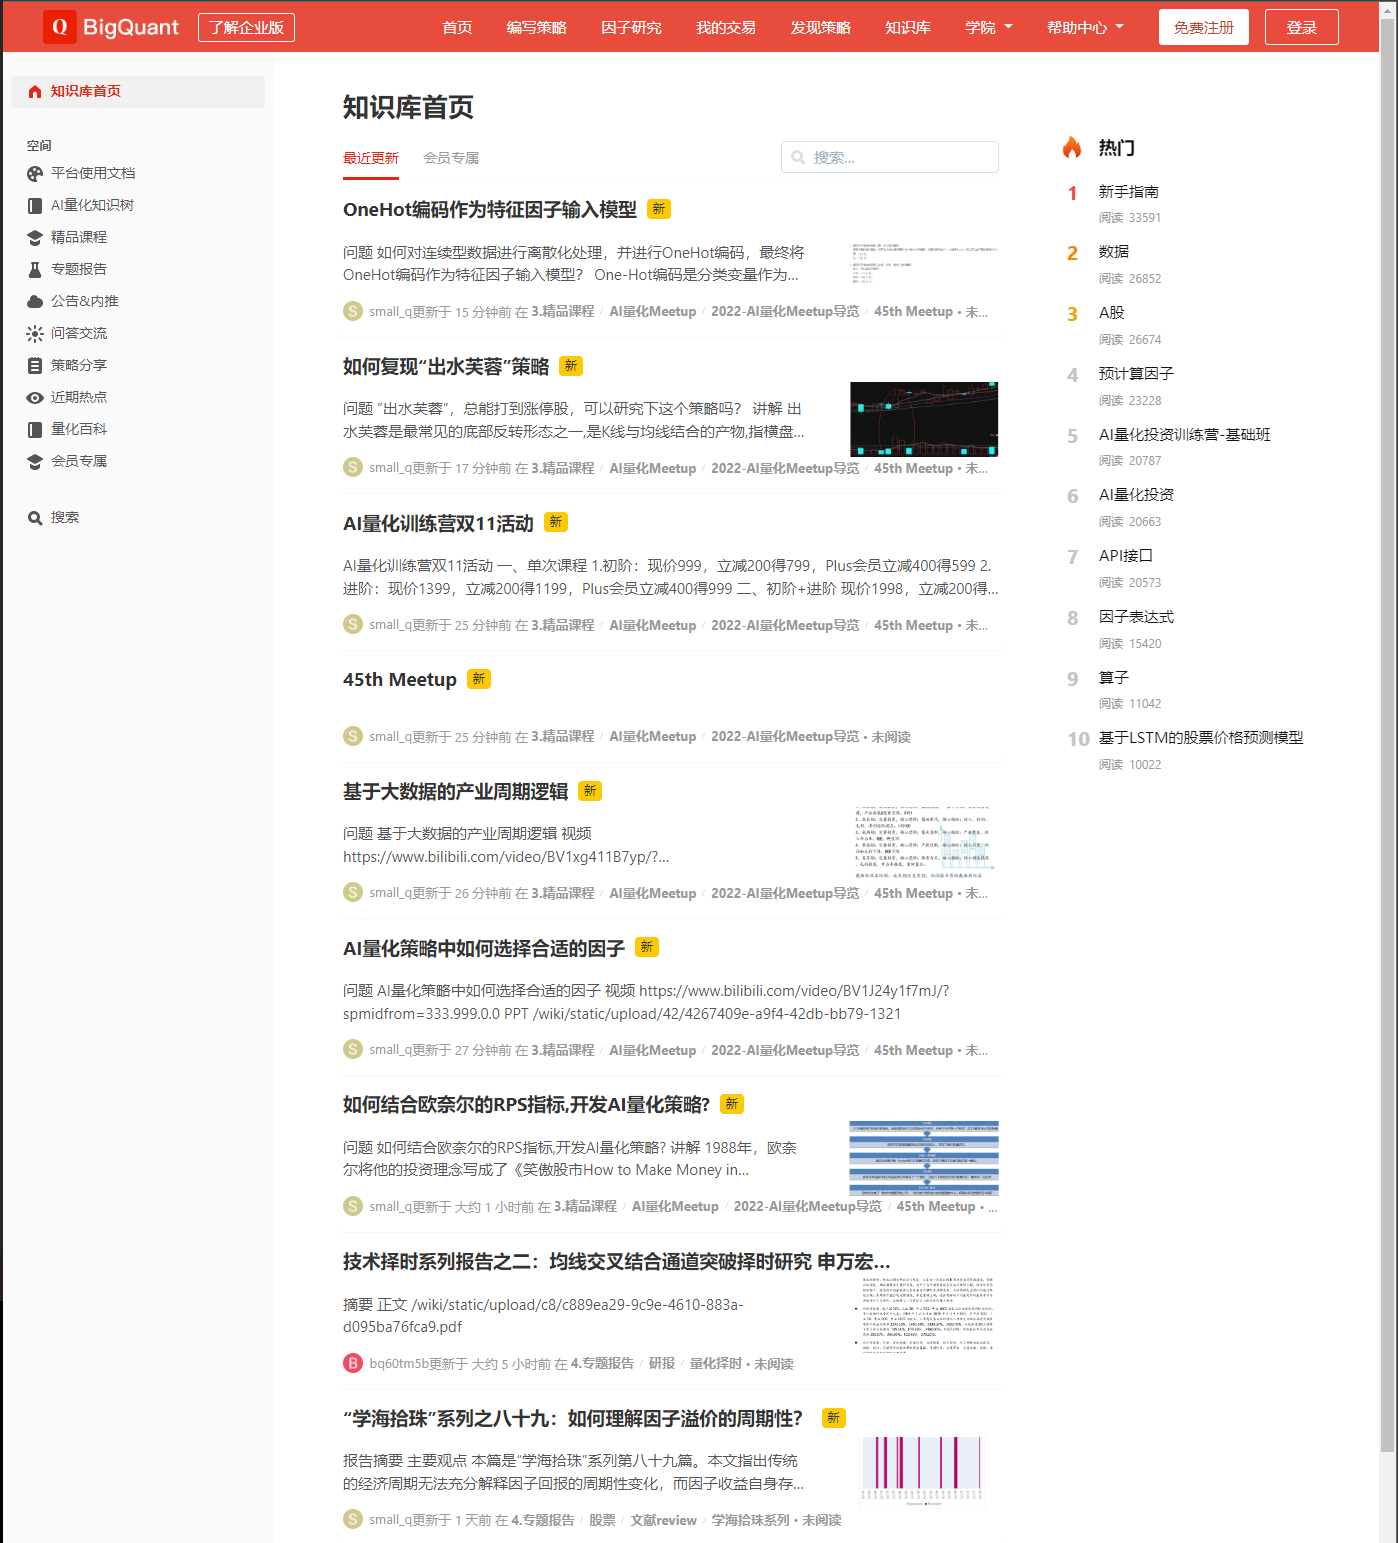 Q BigQuant 了解企业版 首页 编写策略 因子研究 我的交易 发现策略 知识库 学院 帮助中心 免费注册 登录
知识库首页
空间
平台使用文档
AI量化知识树
精品课程
专题报告
公告&内推
问答交流
策略分享
近期热点
量化百科
会员专属
搜索
知识库首页
最近更新 会员专属 搜索...
OneHot编码作为特征因子输入模型 新
问题 如何对连续型数据进行离散化处理，并进行OneHot编码，最终将
OneHot编码作为特征因子输入模型？ One-Hot编码是分类变量作为...
S small_q更新于 15 分钟前 在 3.精品课程 / AI量化Meetup / 2022-AI量化Meetup导览 / 45th Meetup • 未...
如何复现“出水芙蓉”策略 新
问题 “出水芙蓉”，总能打到涨停股，可以研究下这个策略吗？ 讲解 出
水芙蓉是最常见的底部反转形态之一,是K线与均线结合的产物,指横盘...
S small_q更新于 17 分钟前 在 3.精品课程 / AI量化Meetup / 2022-AI量化Meetup导览 / 45th Meetup • 未...
AI量化训练营双11活动 新
AI量化训练营双11活动 一、单次课程 1.初阶：现价999，立减200得799，Plus会员立减400得599 2.
进阶：现价1399，立减200得1199，Plus会员立减400得999 二、初阶+进阶 现价1998，立减200得...
S small_q更新于 25 分钟前 在 3.精品课程 / AI量化Meetup / 2022-AI量化Meetup导览 / 45th Meetup • 未...
45th Meetup 新
S small_q更新于 25 分钟前 在 3.精品课程 / AI量化Meetup / 2022-AI量化Meetup导览 • 未阅读
基于大数据的产业周期逻辑 新
问题 基于大数据的产业周期逻辑 视频
https://www.bilibili.com/video/BV1xg411B7yp/?...
S small_q更新于 26 分钟前 在 3.精品课程 / AI量化Meetup / 2022-AI量化Meetup导览 / 45th Meetup • 未...
AI量化策略中如何选择合适的因子 新
问题 AI量化策略中如何选择合适的因子 视频 https://www.bilibili.com/video/BV1J24y1f7mJ/?
spmidfrom=333.999.0.0 PPT /wiki/static/upload/42/4267409e-a9f4-42db-bb79-1321
S small_q更新于 27 分钟前 在 3.精品课程 / AI量化Meetup / 2022-AI量化Meetup导览 / 45th Meetup • 未...
如何结合欧奈尔的RPS指标,开发AI量化策略? 新
问题 如何结合欧奈尔的RPS指标,开发AI量化策略? 讲解 1988年，欧奈
尔将他的投资理念写成了《笑傲股市How to Make Money in...
S small_q更新于 大约 1 小时前 在 3.精品课程 / AI量化Meetup / 2022-AI量化Meetup导览 / 45th Meetup • ...
技术择时系列报告之二：均线交叉结合通道突破择时研究 申万宏...
摘要 正文 /wiki/static/upload/c8/c889ea29-9c9e-4610-883a-
d095ba76fca9.pdf
B bq60tm5b更新于 大约 5 小时前 在 4.专题报告 / 研报 / 量化择时 • 未阅读
“学海拾珠”系列之八十九：如何理解因子溢价的周期性？ 新
报告摘要 主要观点 本篇是“学海拾珠”系列第八十九篇。本文指出传统
的经济周期无法充分解释因子回报的周期性变化，而因子收益自身存...
S small_q更新于 1 天前 在 4.专题报告 / 股票 / 文献review / 学海拾珠系列 • 未阅读
热门
1 新手指南
阅读 33591
2 数据
阅读 26852
3 A股
阅读 26674
4 预计算因子
阅读 23228
5 AI量化投资训练营-基础班
阅读 20787
6 AI量化投资
阅读 20663
7 API接口
阅读 20573
8 因子表达式
阅读 15420
9 算子
阅读 11042
10 基于LSTM的股票价格预测模型
阅读 10022